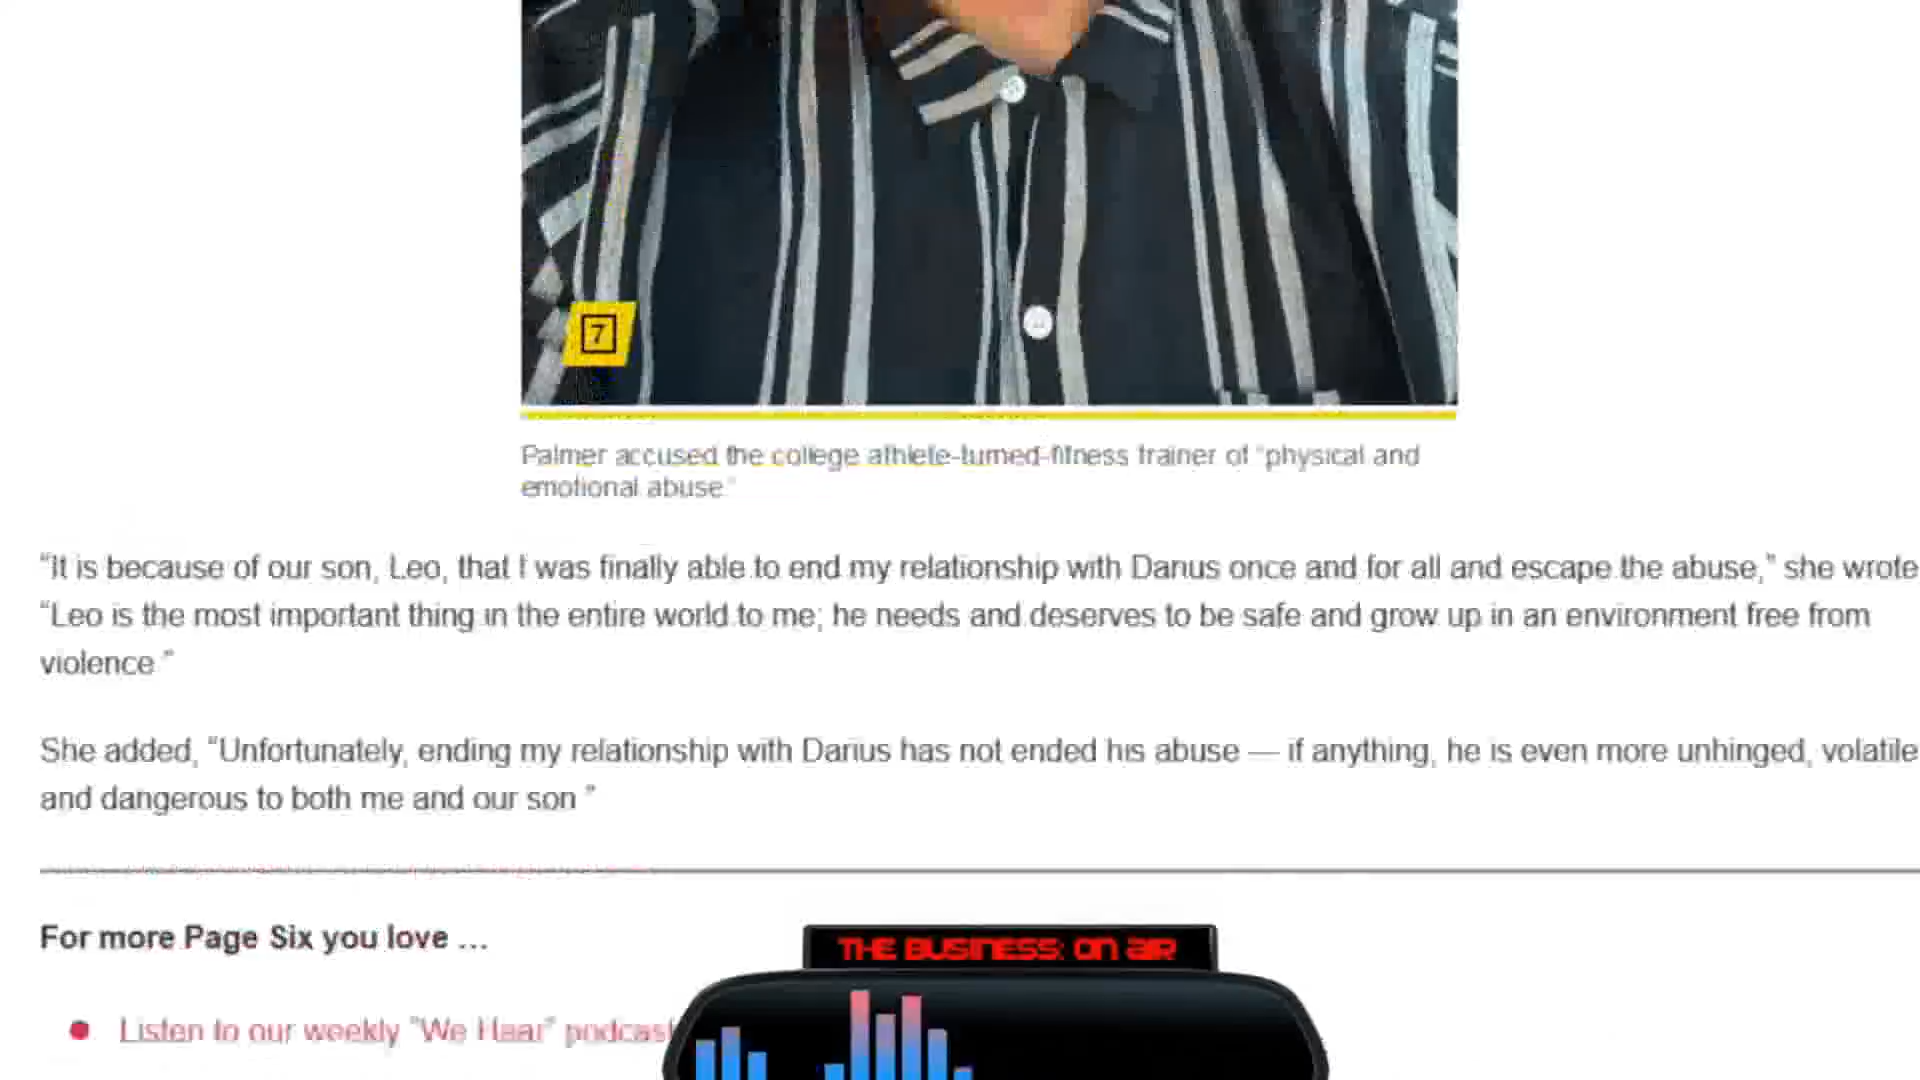 7
Palmer accused the college athlete-turned-fitness trainer of "physical and
emotional abuse."
“It is because of our son, Leo, that I was finally able to end my relationship with Darius once and for all and escape the abuse,” she wrote
“Leo is the most important thing in the entire world to me; he needs and deserves to be safe and grow up in an environment free from
violence.”
She added, “Unfortunately, ending my relationship with Darius has not ended his abuse — if anything, he is even more unhinged, volatile
and dangerous to both me and our son.”
For more Page Six you love …
THE BUSINESS: ON AIR
Listen to our weekly "We Hear" podcast